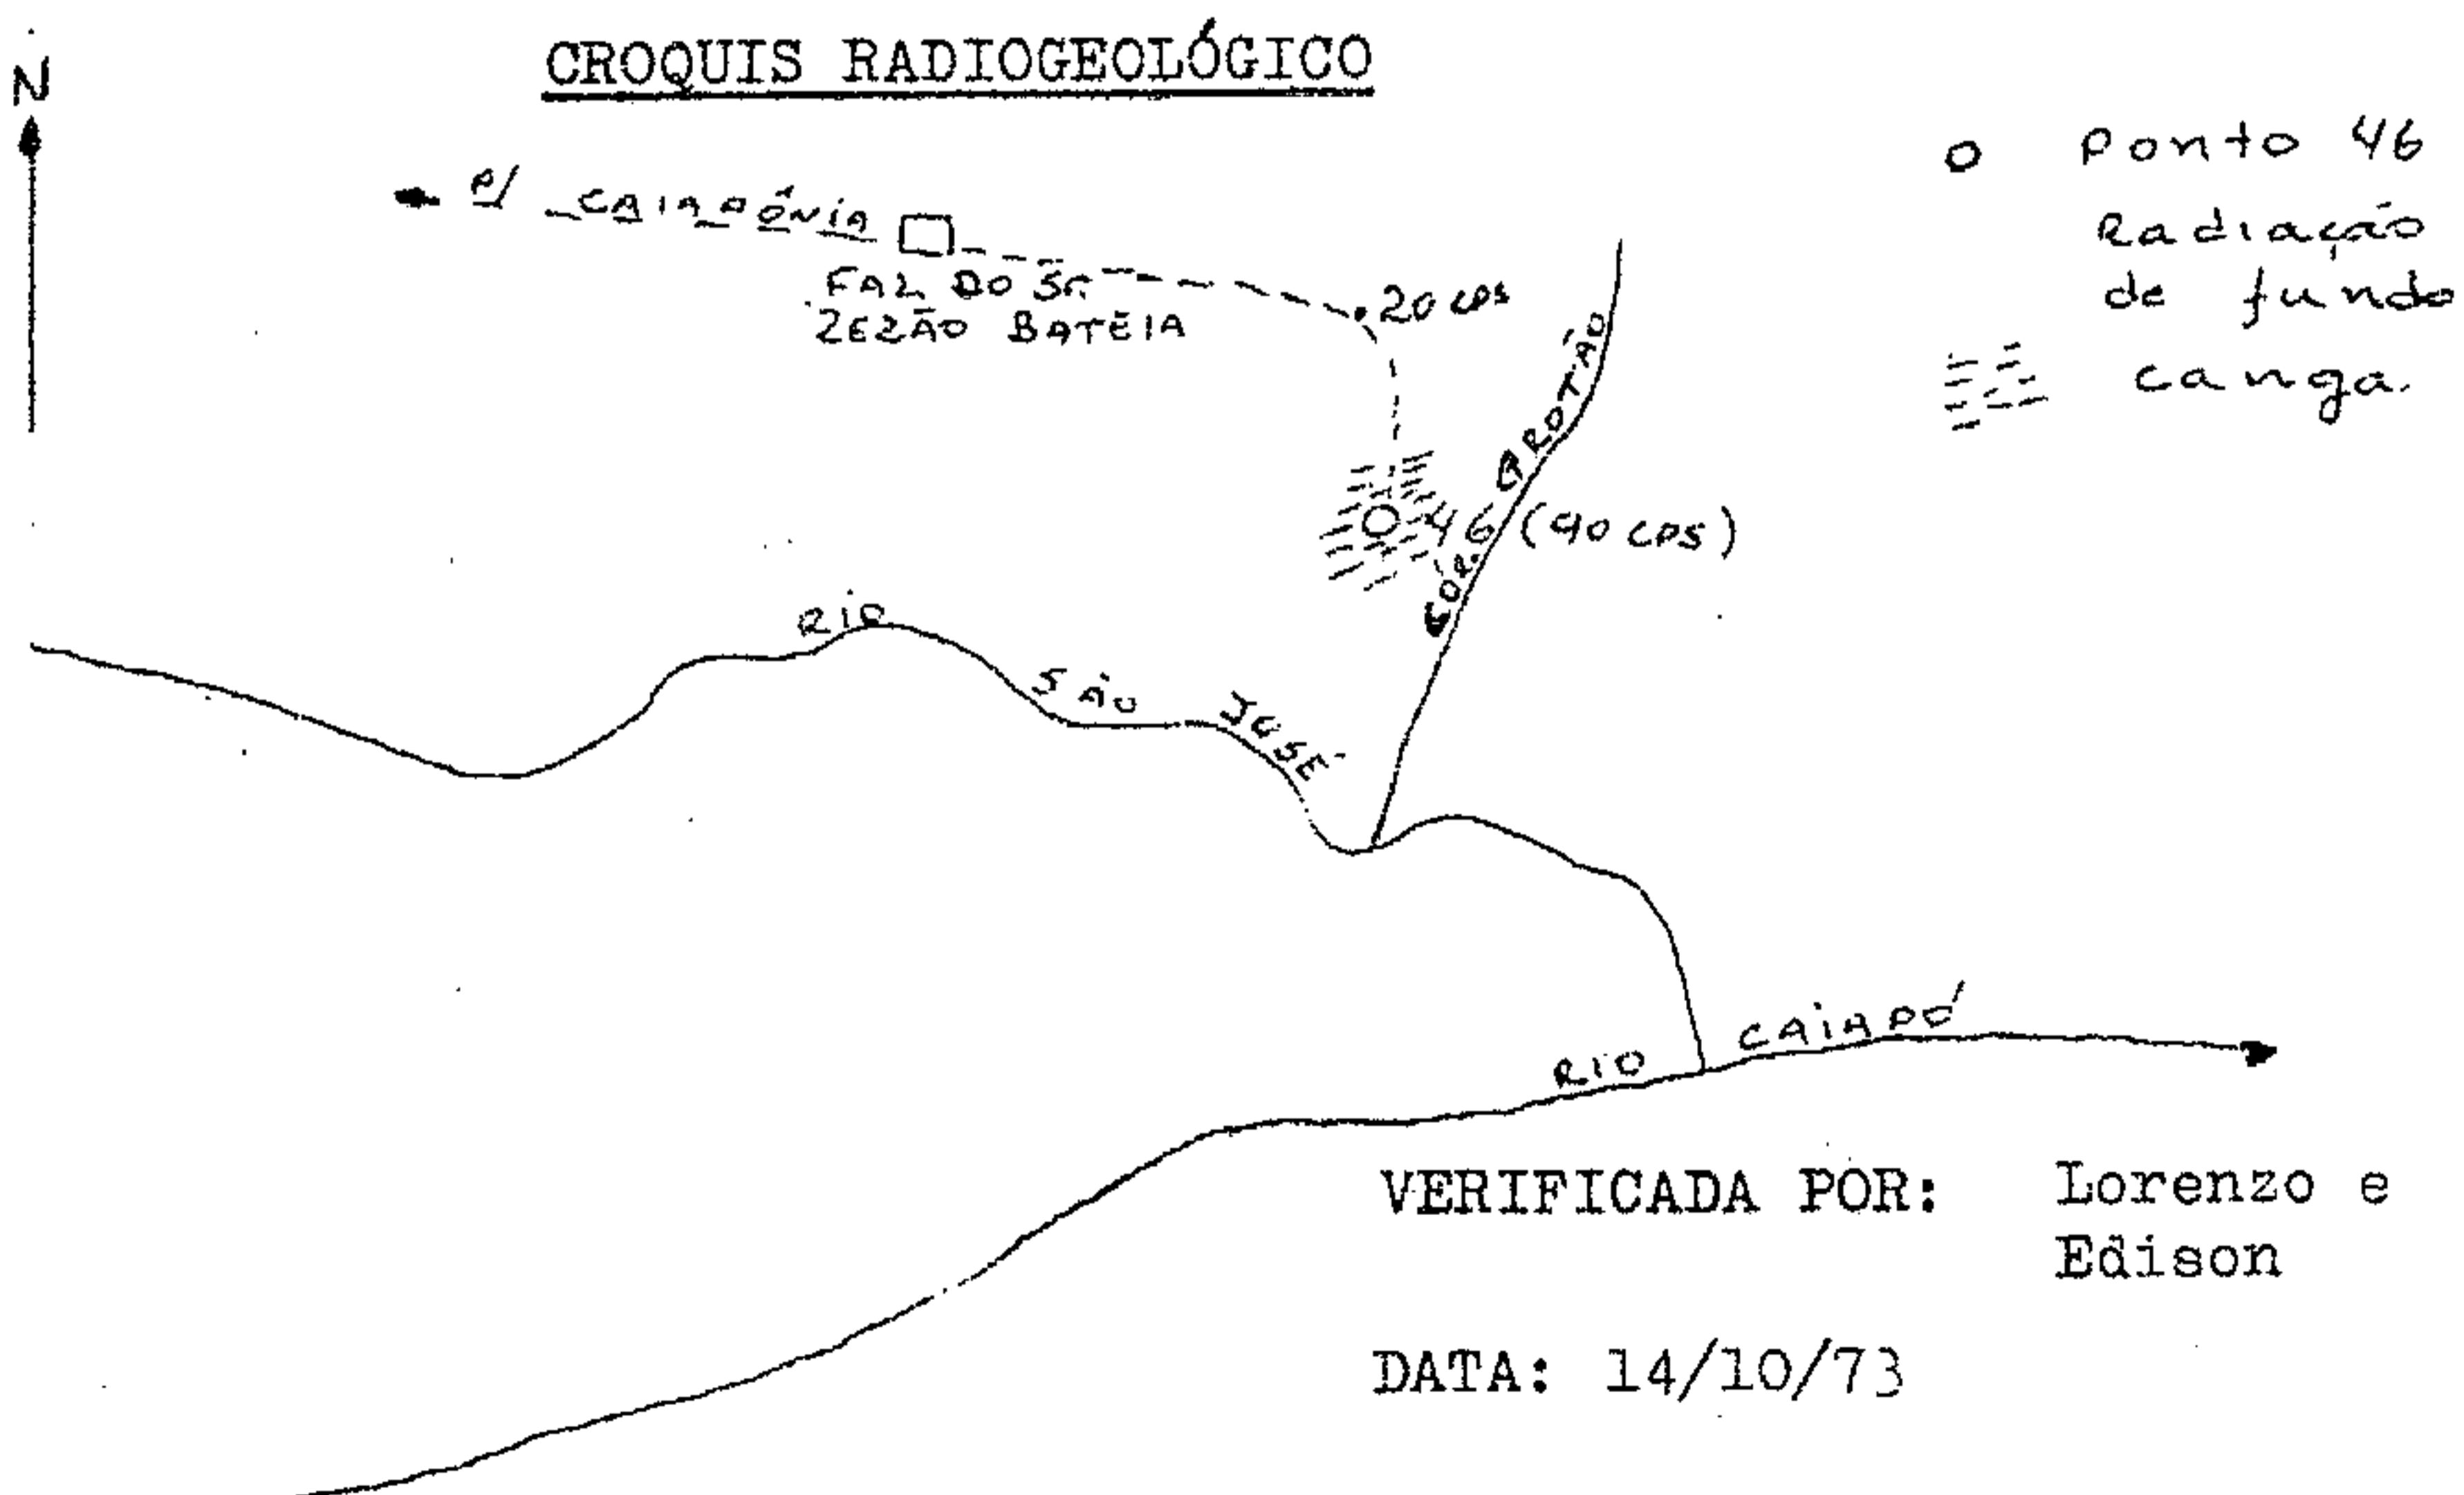 CROQUIS RADIOGEOLÓGICO
N
P/ CAIAPÔNIA
FAZ DO Sr.
ZEZÃO BATÉIA
20 cps
o Ponto 46
Radiação
de fundo
canga.
46 (90 cps)
COR. GROTÃO
RIO SÃO JOSÉ
RIO CAIAPÓ
VERIFICADA POR: Lorenzo e
Edison
DATA: 14/10/73